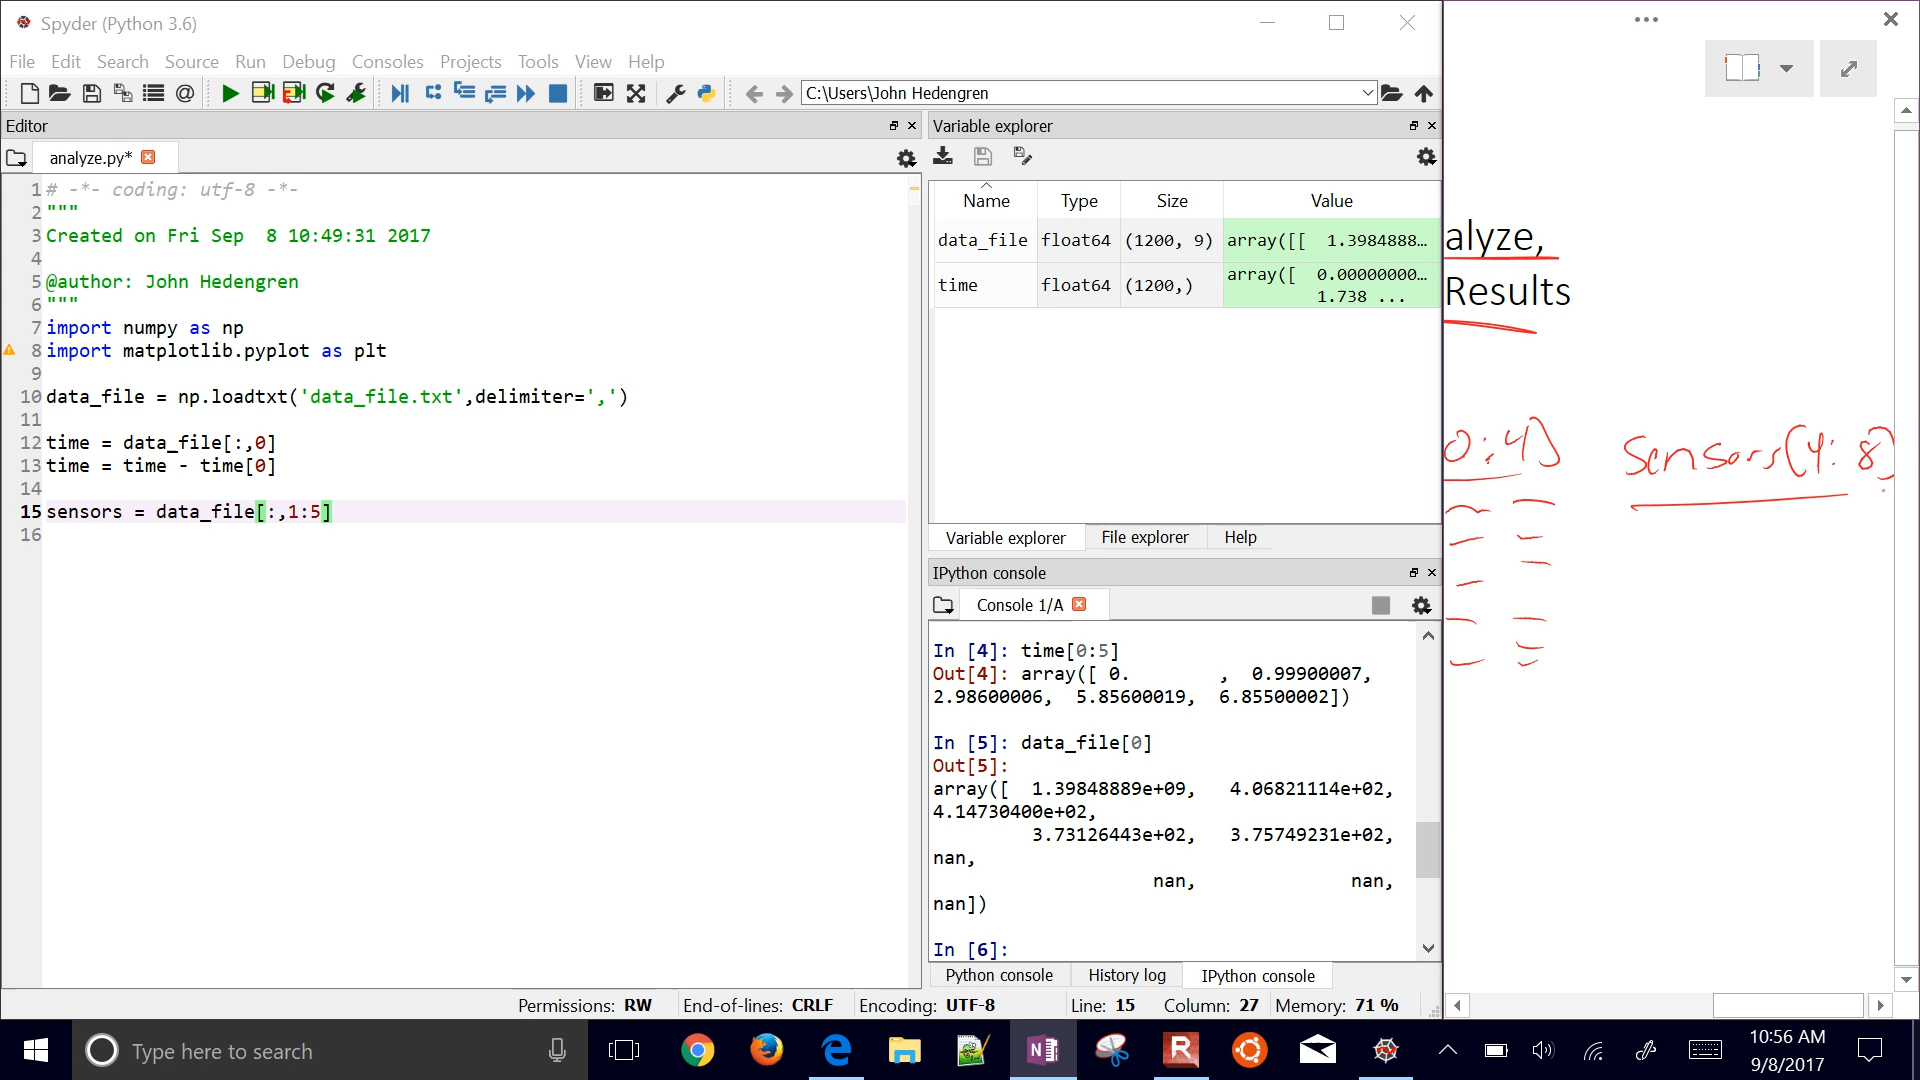 Spyder (Python 3.6)
File Edit Search Source Run Debug Consoles Projects Tools View Help
C:\Users\John Hedengren
Editor
analyze.py*
1 # -*- coding: utf-8 -*-
2 """
3 Created on Fri Sep  8 10:49:31 2017
4
5 @author: John Hedengren
6 """
7 import numpy as np
8 import matplotlib.pyplot as plt
9
10 data_file = np.loadtxt('data_file.txt',delimiter=',')
11
12 time = data_file[:,0]
13 time = time - time[0]
14
15 sensors = data_file[:,1:5]
16
Variable explorer
Name Type Size Value
data_file float64 (1200, 9) array([[ 1.3984888...
time float64 (1200,) array([ 0.00000000...
1.738 ...
Variable explorer File explorer Help
IPython console
Console 1/A
In [4]: time[0:5]
Out[4]: array([ 0.        ,  0.99900007,
2.98600006,  5.85600019,  6.85500002])
In [5]: data_file[0]
Out[5]:
array([  1.39848889e+09,   4.06821114e+02,
4.14730400e+02,
3.73126443e+02,   3.75749231e+02,
nan,
nan, nan,
nan])
In [6]:
Python console History log IPython console
Permissions: RW End-of-lines: CRLF Encoding: UTF-8 Line: 15 Column: 27 Memory: 71 %
alyze,
Results
0:4) sensors(4:8)
Type here to search
10:56 AM
9/8/2017